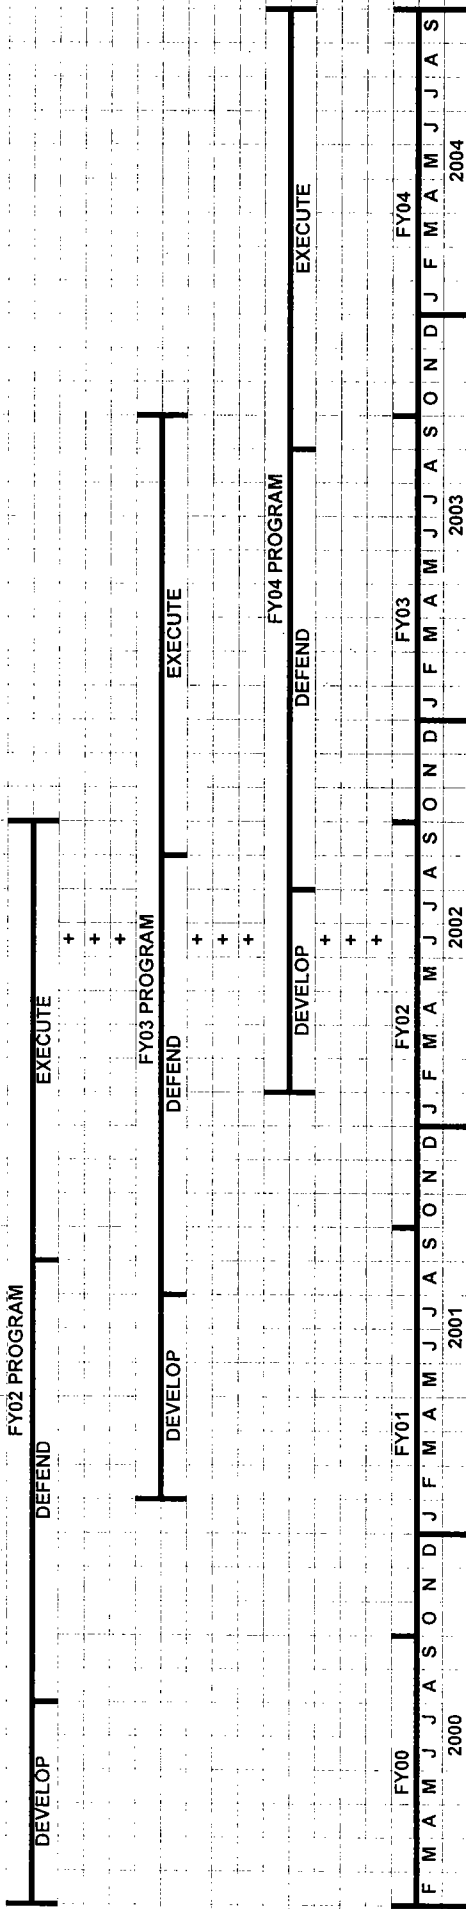 FY02 PROGRAM
DEVELOP DEFEND EXECUTE
+
+
+
FY03 PROGRAM
DEVELOP DEFEND EXECUTE
+
+
+
FY04 PROGRAM
DEVELOP DEFEND EXECUTE
+
+
+
FY00 FY01 FY02 FY03 FY04
F M A M J J A S O N D J F M A M J J A S O N D J F M A M J J A S O N D J F M A M J J A S O N D J F M A M J J A S
2000 2001 2002 2003 2004